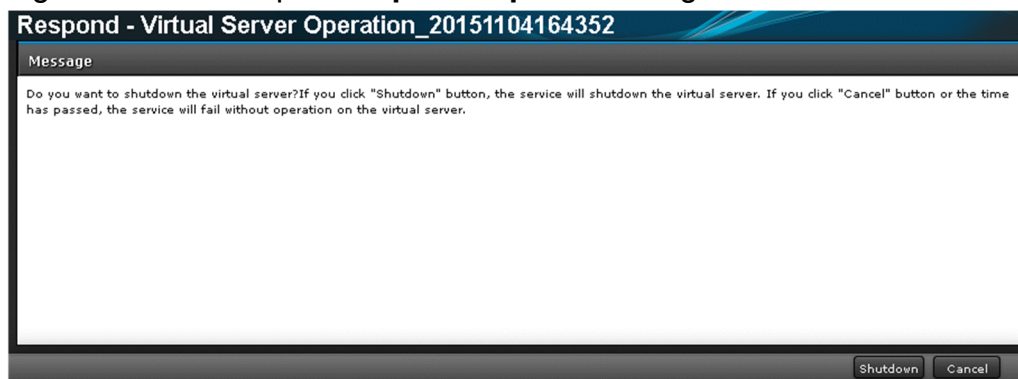 Respond - Virtual Server Operation_20151104164352
Message
Do you want to shutdown the virtual server?If you click "Shutdown" button, the service will shutdown the virtual server. If you click "Cancel" button or the time
has passed, the service will fail without operation on the virtual server.
Shutdown Cancel